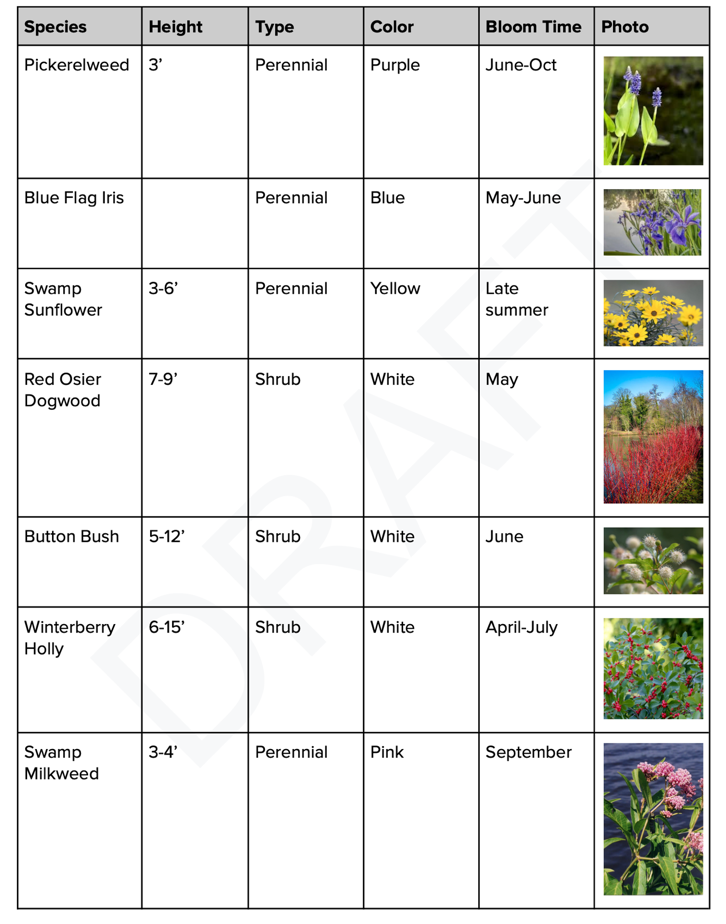 Species Height Type Color Bloom Time Photo
Pickerelweed 3’ Perennial Purple June-Oct
Blue Flag Iris Perennial Blue May-June
Swamp 3-6’ Perennial Yellow Late
Sunflower summer
Red Osier 7-9’ Shrub White May
Dogwood
Button Bush 5-12’ Shrub White June
Winterberry 6-15’ Shrub White April-July
Holly
Swamp 3-4’ Perennial Pink September
Milkweed
DRAFT